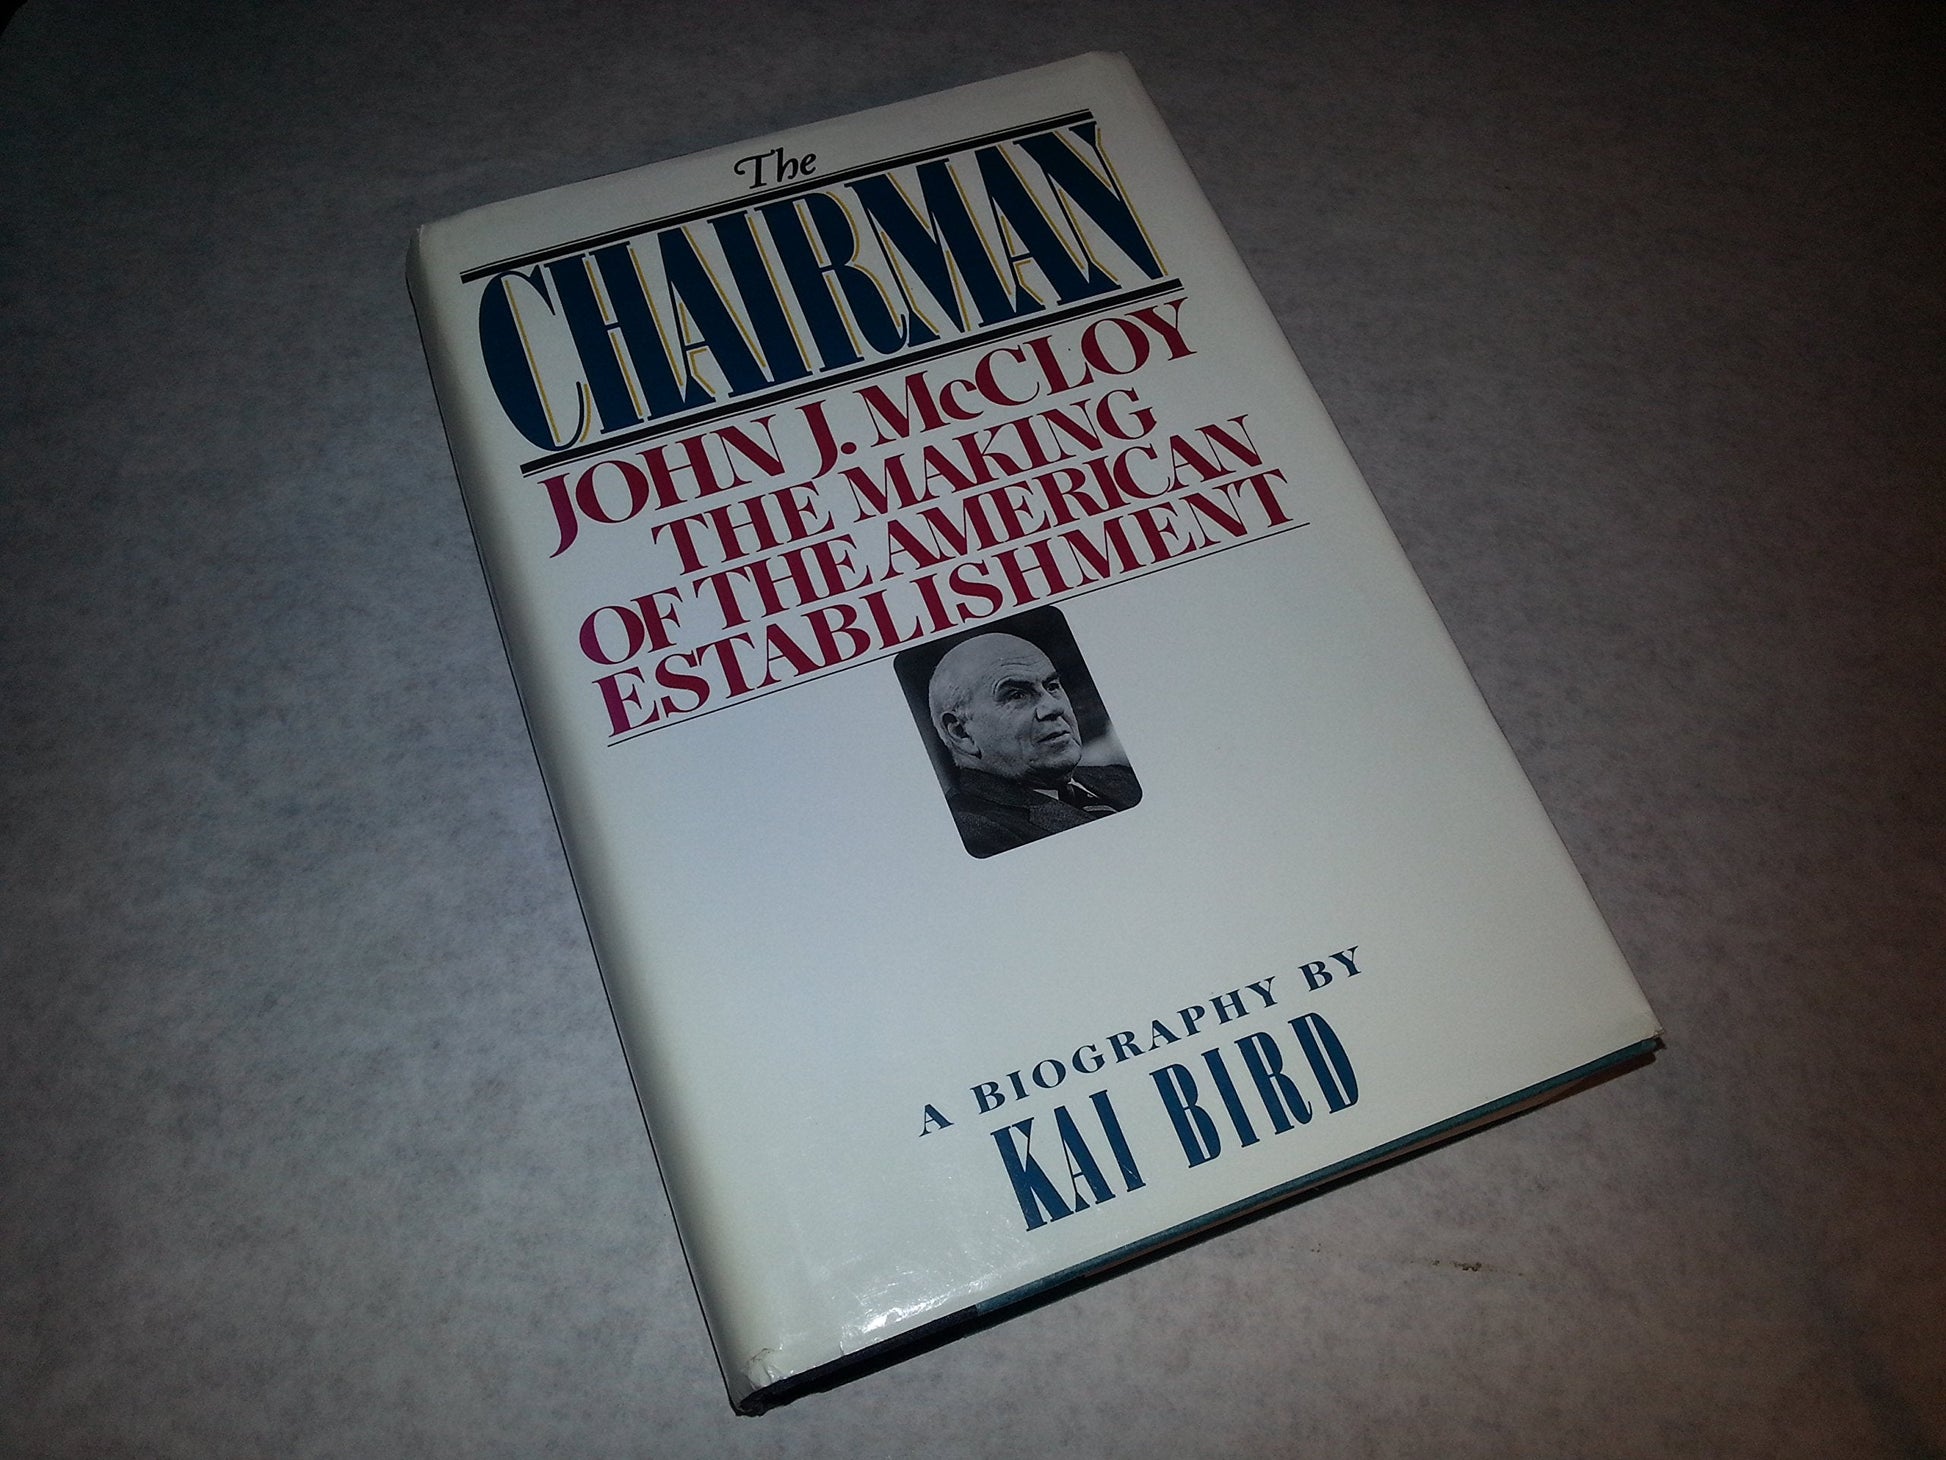 The
CHAIRMAN
JOHN J. McCLOY
THE MAKING
OF THE AMERICAN
ESTABLISHMENT
A BIOGRAPHY BY
KAI BIRD